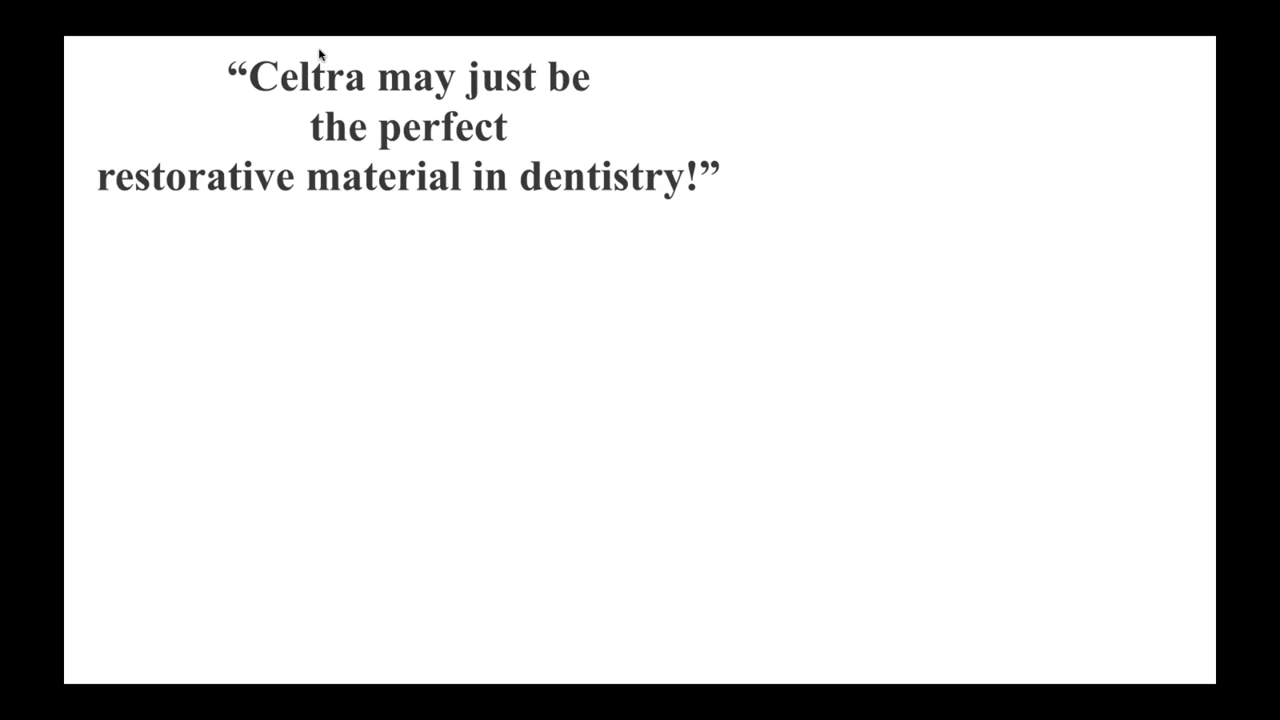 “Celtra may just be
the perfect
restorative material in dentistry!”